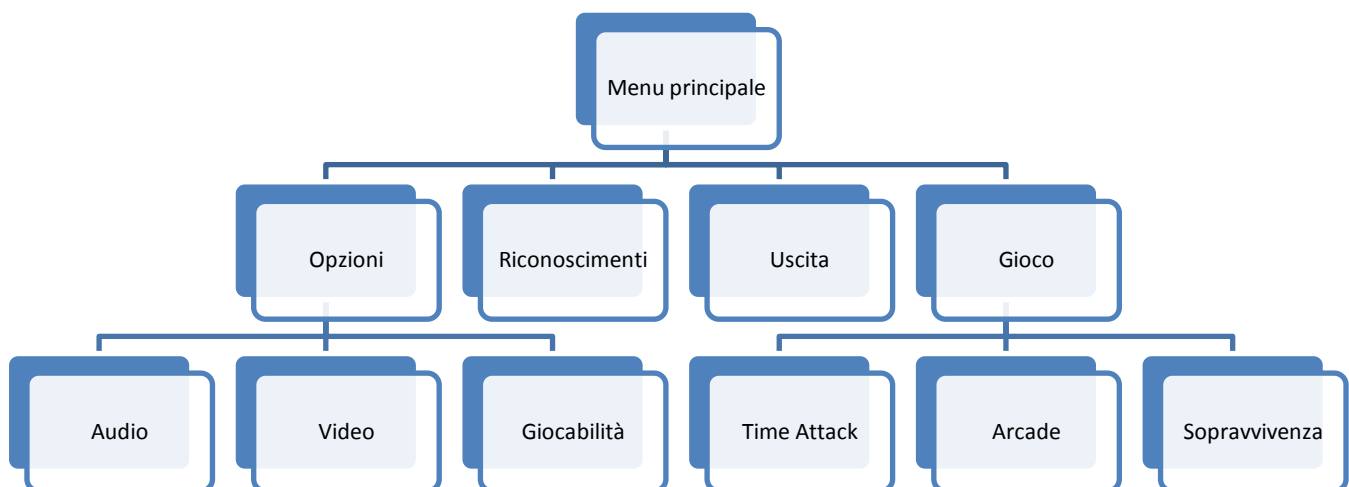 Menu principale
Opzioni
Riconoscimenti
Uscita
Gioco
Audio
Video
Giocabilità
Time Attack
Arcade
Sopravvivenza